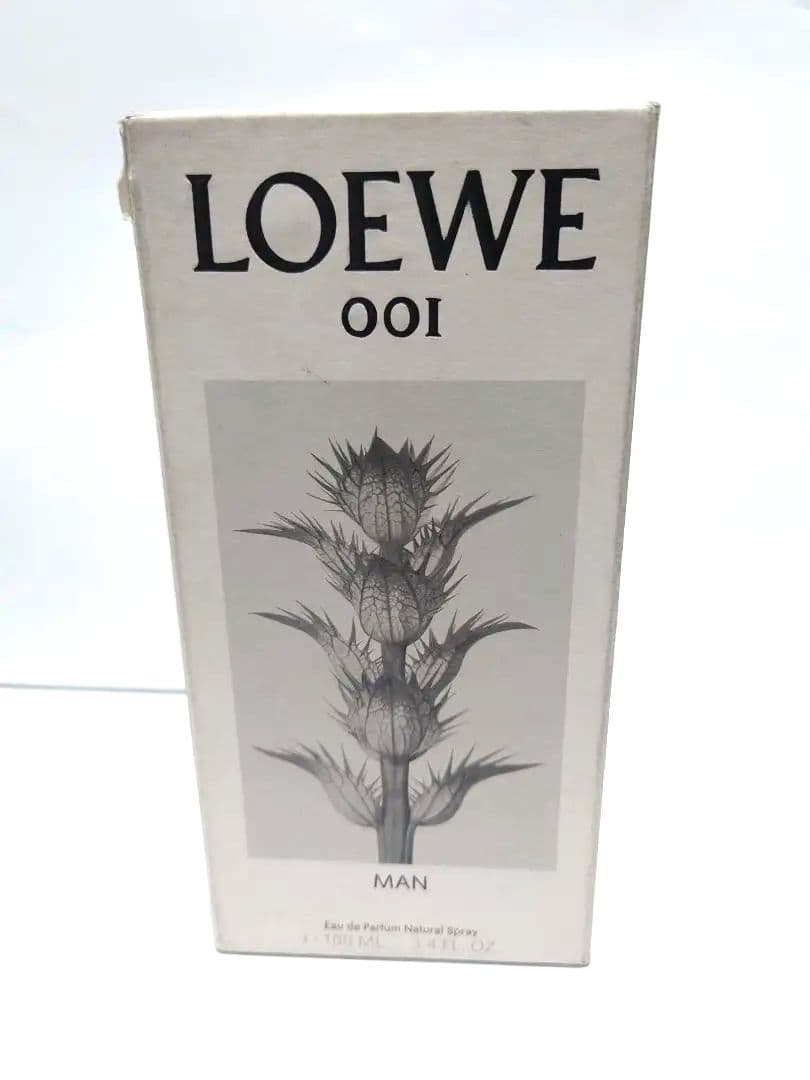 LOEWE
001
MAN
Eau de Parfum Natural Spray
100 ML 3.4 FL. OZ